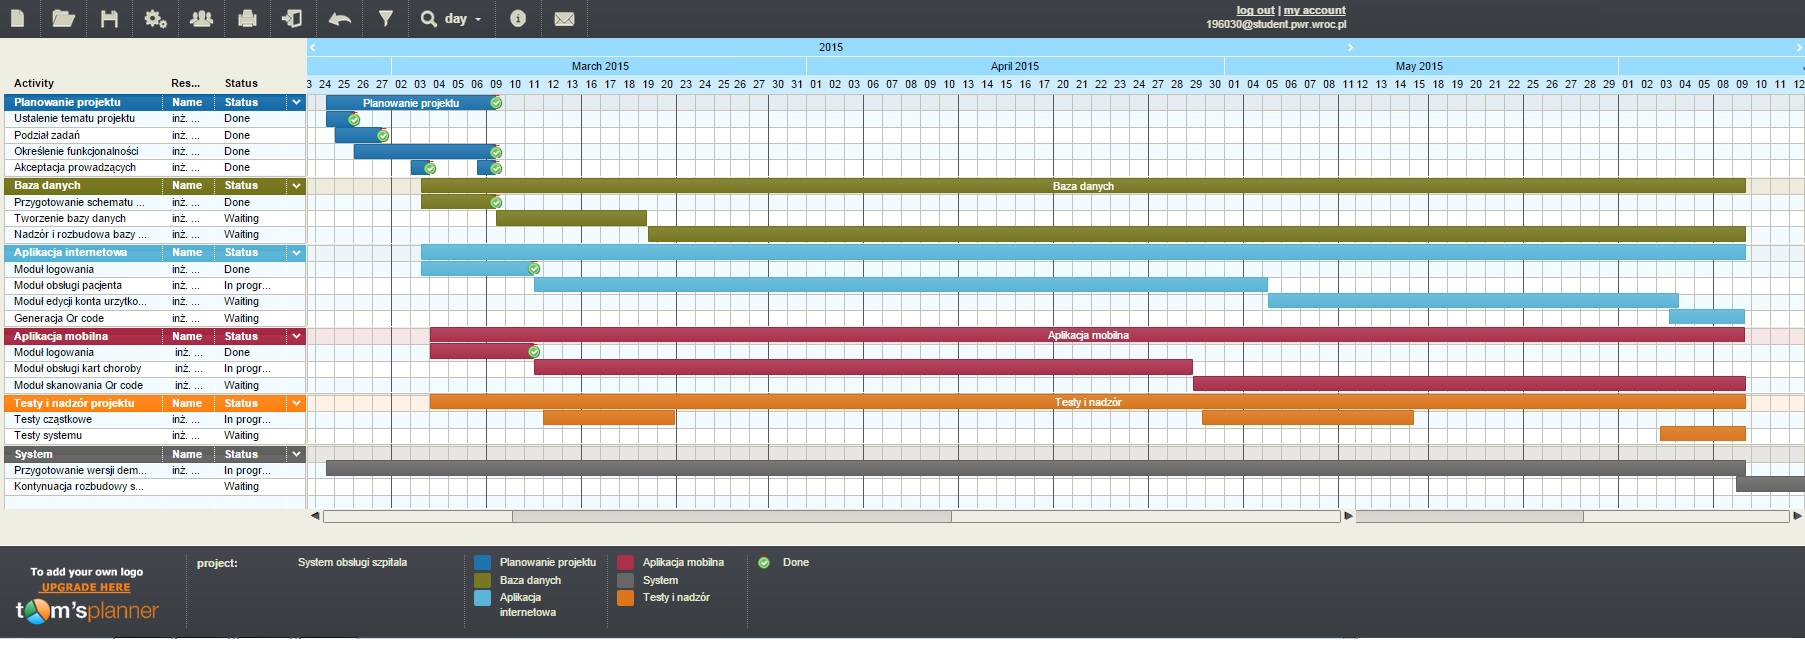 day
log out | my account
196030@student.pwr.wroc.pl
2015
March 2015 April 2015 May 2015
Activity Res... Status 3 24 25 26 27 02 03 04 05 06 09 10 11 12 13 16 17 18 19 20 23 24 25 26 27 30 31 01 02 03 06 07 08 09 10 13 14 15 16 17 20 21 22 23 24 27 28 29 30 01 04 05 06 07 08 11 12 13 14 15 18 19 20 21 22 25 26 27 28 29 01 02 03 04 05 08 09 10 11 12
Planowanie projektu Name Status Planowanie projektu
Ustalenie tematu projektu inż. ... Done
Podział zadań inż. ... Done
Określenie funkcjonalności inż. ... Done
Akceptacja prowadzących inż. ... Done
Baza danych Name Status Baza danych
Przygotowanie schematu ... inż. ... Done
Tworzenie bazy danych inż. ... Waiting
Nadzór i rozbudowa bazy ... inż. ... Waiting
Aplikacja internetowa Name Status
Moduł logowania inż. ... Done
Moduł obsługi pacjenta inż. ... In progr...
Moduł edycji konta urzytko... inż. ... Waiting
Generacja Qr code inż. ... Waiting
Aplikacja mobilna Name Status Aplikacja mobilna
Moduł logowania inż. ... Done
Moduł obsługi kart choroby inż. ... In progr...
Moduł skanowania Qr code inż. ... Waiting
Testy i nadzór projektu Name Status Testy i nadzór
Testy cząstkowe inż. ... In progr...
Testy systemu inż. ... Waiting
System Name Status
Przygotowanie wersji dem... inż. ... In progr...
Kontynuacja rozbudowy s... Waiting
To add your own logo
UPGRADE HERE
tom'splanner
project: System obsługi szpitala
Planowanie projektu
Baza danych
Aplikacja
internetowa
Aplikacja mobilna
System
Testy i nadzór
Done